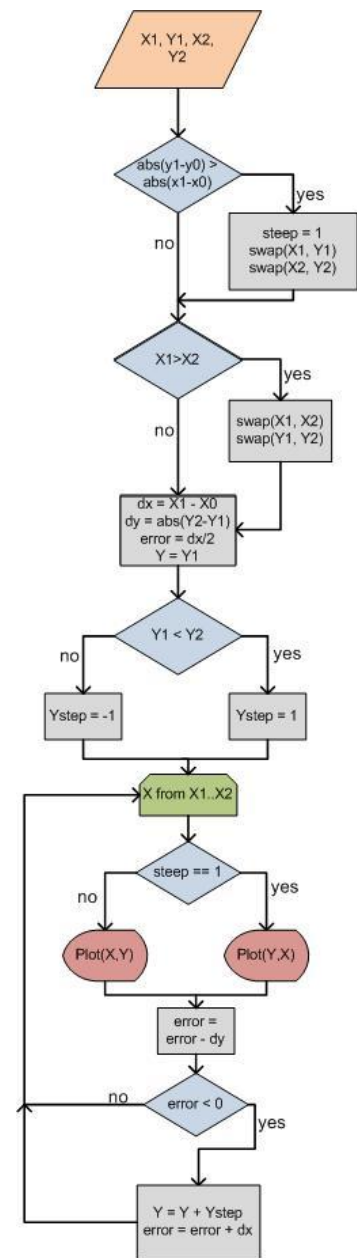 X1, Y1, X2,
Y2
abs(y1-y0) >
abs(x1-x0)
yes
no
steep = 1
swap(X1, Y1)
swap(X2, Y2)
X1>X2
yes
no
swap(X1, X2)
swap(Y1, Y2)
dx = X1 - X0
dy = abs(Y2-Y1)
error = dx/2
Y = Y1
Y1 < Y2
no
yes
Ystep = -1
Ystep = 1
X from X1..X2
steep == 1
no
yes
Plot(X,Y)
Plot(Y,X)
error =
error - dy
error < 0
no
yes
Y = Y + Ystep
error = error + dx